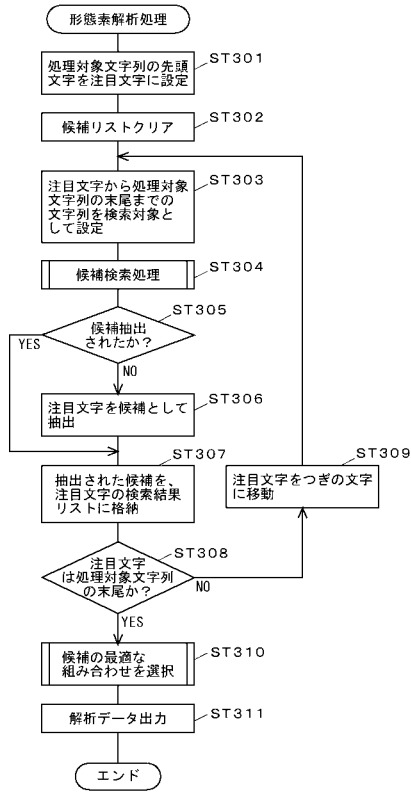 形態素解析処理
ST301
処理対象文字列の先頭
文字を注目文字に設定
ST302
候補リストクリア
ST303
注目文字から処理対象
文字列の末尾までの
文字列を検索対象と
して設定
ST304
候補検索処理
ST305
候補抽出
されたか?
YES
NO
ST306
注目文字を候補として
抽出
ST307
抽出された候補を、
注目文字の検索結果
リストに格納
ST309
注目文字をつぎの文字
に移動
ST308
注目文字
は処理対象文字列
の末尾か?
NO
YES
ST310
候補の最適な
組み合わせを選択
ST311
解析データ出力
エンド